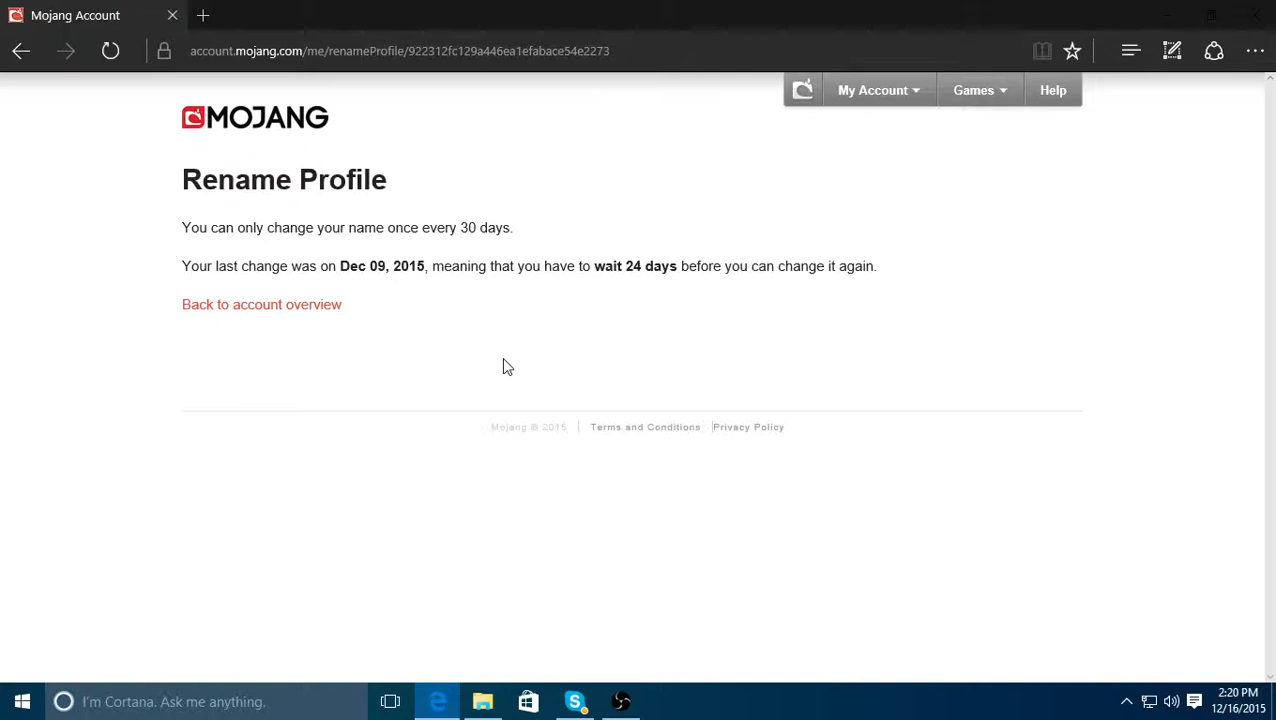 Mojang Account
account.mojang.com/me/renameProfile/922312fc129a446ea1efabace54e2273
My Account
Games
Help
MOJANG
Rename Profile
You can only change your name once every 30 days.
Your last change was on Dec 09, 2015, meaning that you have to wait 24 days before you can change it again.
Back to account overview
Mojang © 2015
Terms and Conditions
Privacy Policy
I'm Cortana. Ask me anything.
2:20 PM
12/16/2015